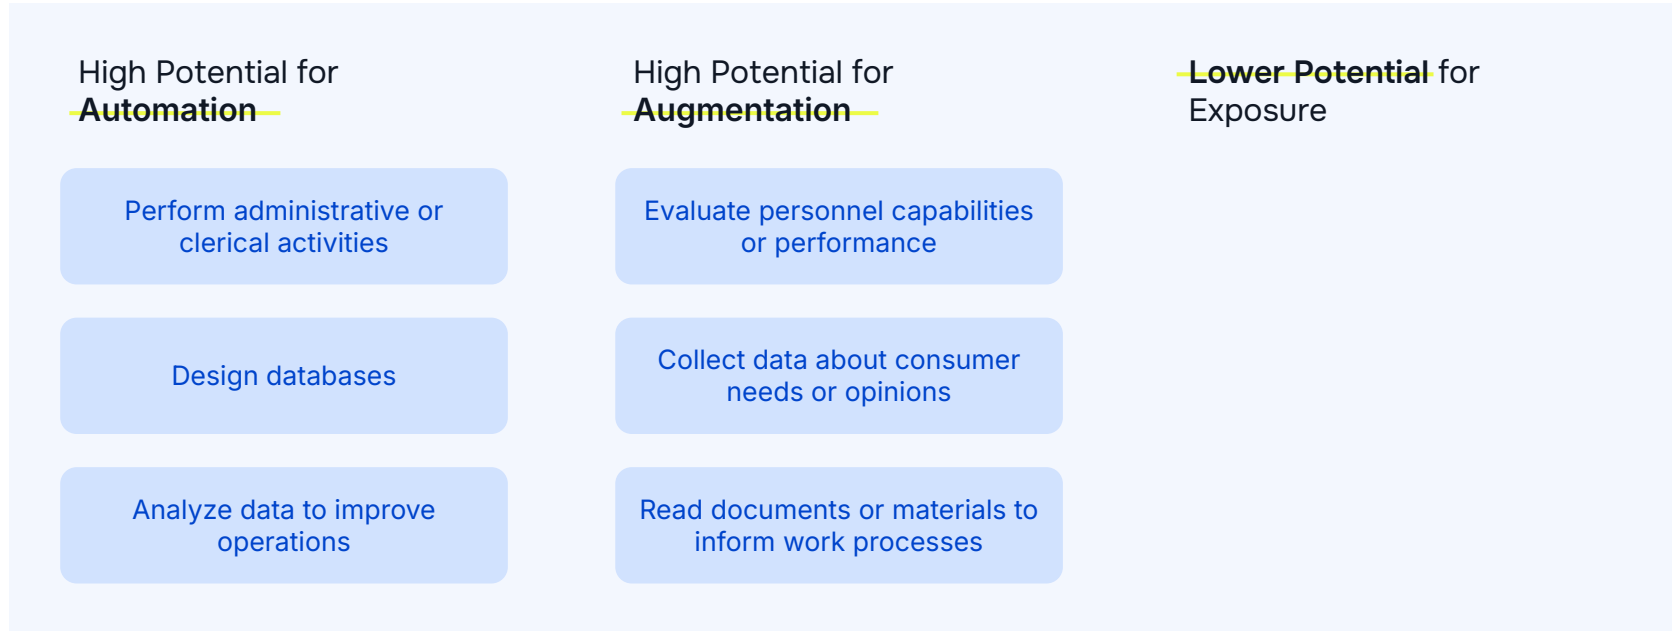 High Potential for
Automation
Perform administrative or
clerical activities
Design databases
Analyze data to improve
operations
High Potential for
Augmentation
Evaluate personnel capabilities
or performance
Collect data about consumer
needs or opinions
Read documents or materials to
inform work processes
Lower Potential for
Exposure